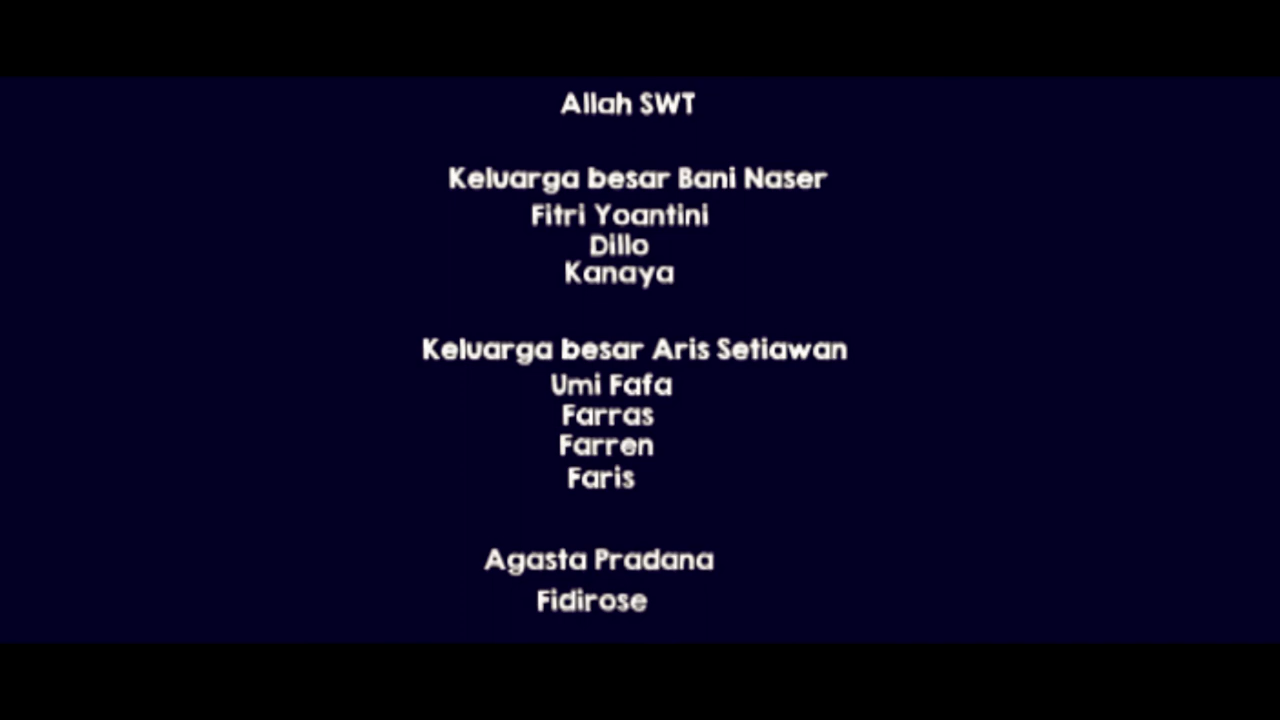 Allah SWT
Keluarga besar Bani Naser
Fitri Yoantini
Dillo
Kanaya
Keluarga besar Aris Setiawan
Umi Fafa
Farras
Farren
Faris
Agasta Pradana
Fidirose